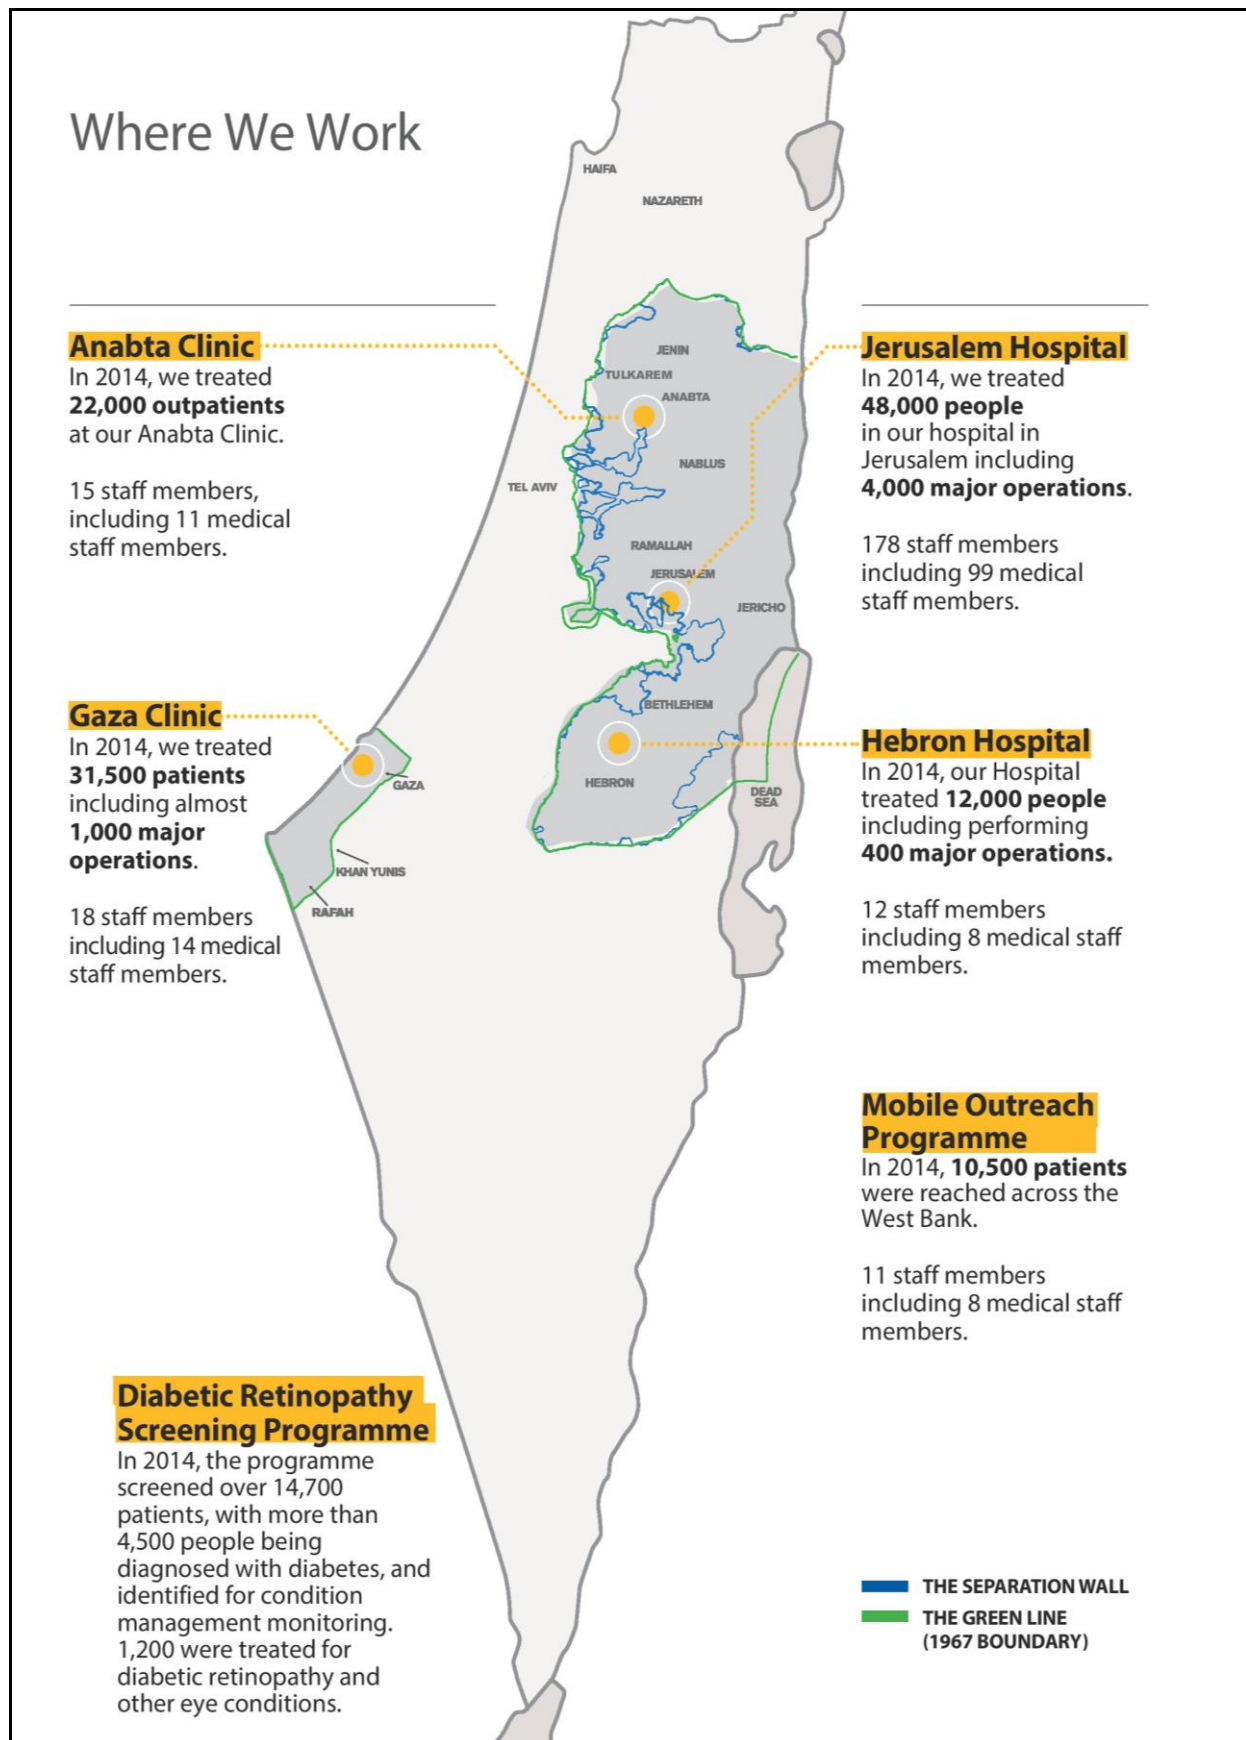 Where We Work
HAIFA
NAZARETH
Anabta Clinic
In 2014, we treated
22,000 outpatients
at our Anabta Clinic.
15 staff members,
including 11 medical
staff members.
Jerusalem Hospital
In 2014, we treated
48,000 people
in our hospital in
Jerusalem including
4,000 major operations.
178 staff members
including 99 medical
staff members.
JENIN
TULKAREM
ANABTA
NABLUS
TEL AVIV
RAMALLAH
JERUSALEM
JERICHO
BETHLEHEM
HEBRON
DEAD
SEA
Gaza Clinic
In 2014, we treated
31,500 patients
including almost
1,000 major
operations.
18 staff members
including 14 medical
staff members.
GAZA
KHAN YUNIS
RAFAH
Hebron Hospital
In 2014, our Hospital
treated 12,000 people
including performing
400 major operations.
12 staff members
including 8 medical staff
members.
Mobile Outreach
Programme
In 2014, 10,500 patients
were reached across the
West Bank.
11 staff members
including 8 medical staff
members.
Diabetic Retinopathy
Screening Programme
In 2014, the programme
screened over 14,700
patients, with more than
4,500 people being
diagnosed with diabetes, and
identified for condition
management monitoring.
1,200 were treated for
diabetic retinopathy and
other eye conditions.
THE SEPARATION WALL
THE GREEN LINE
(1967 BOUNDARY)